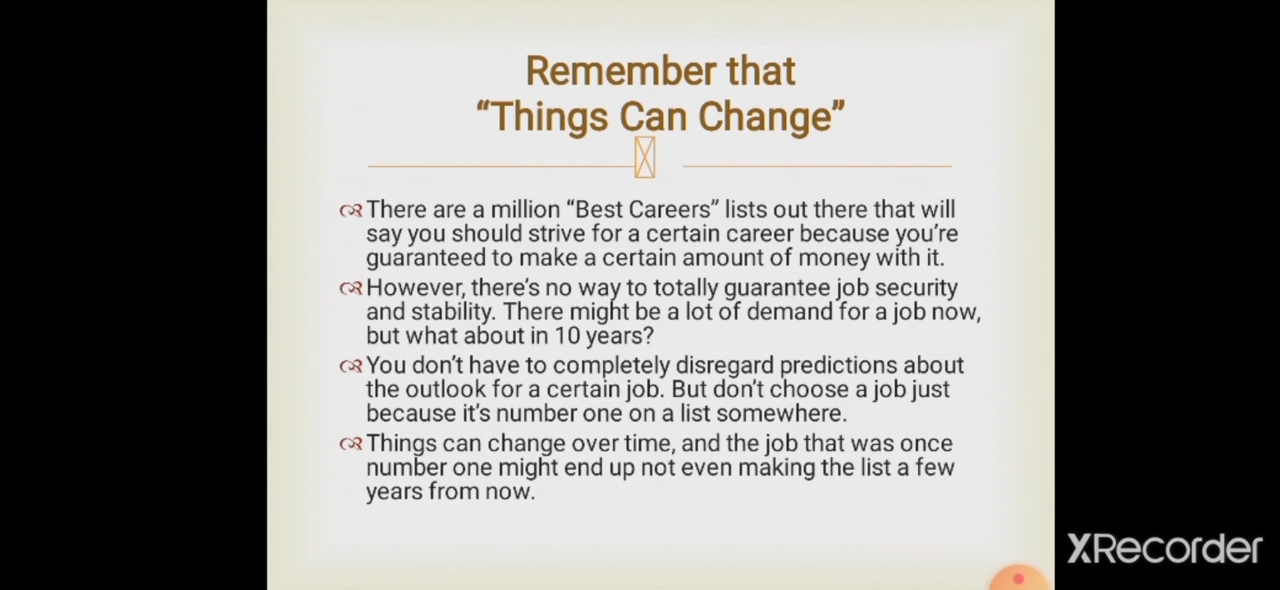 Remember that
“Things Can Change”
There are a million “Best Careers” lists out there that will
say you should strive for a certain career because you’re
guaranteed to make a certain amount of money with it.
However, there’s no way to totally guarantee job security
and stability. There might be a lot of demand for a job now,
but what about in 10 years?
You don’t have to completely disregard predictions about
the outlook for a certain job. But don’t choose a job just
because it’s number one on a list somewhere.
Things can change over time, and the job that was once
number one might end up not even making the list a few
years from now.
XRecorder